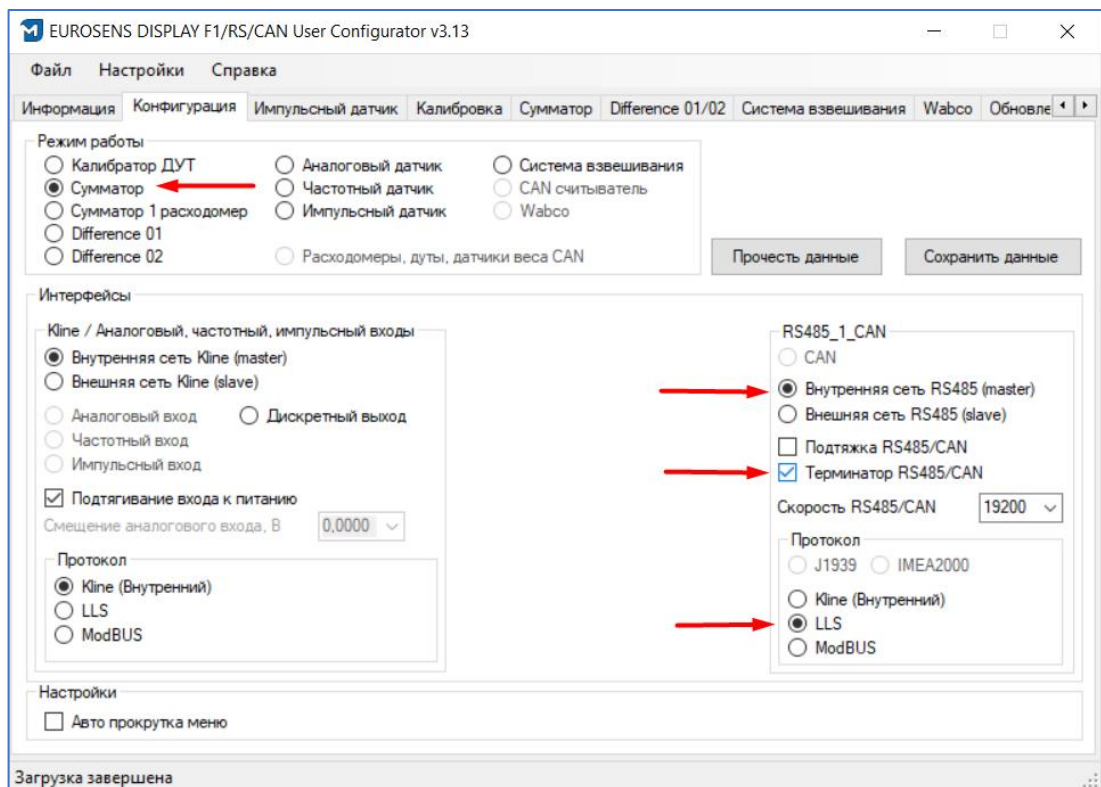 EUROSENS DISPLAY F1/RS/CAN User Configurator v3.13
Файл Настройки Справка
Информация Конфигурация Импульсный датчик Калибровка Сумматор Difference 01/02 Система взвешивания Wabco Обновле
Режим работы
Калибратор ДУТ Аналоговый датчик Система взвешивания
Сумматор Частотный датчик CAN считыватель
Сумматор 1 расходомер Импульсный датчик Wabco
Difference 01
Difference 02 Расходомеры, дуты, датчики веса CAN
Прочесть данные Сохранить данные
Интерфейсы
Kline / Аналоговый, частотный, импульсный входы
Внутренняя сеть Kline (master)
Внешняя сеть Kline (slave)
Аналоговый вход Дискретный выход
Частотный вход
Импульсный вход
Подтягивание входа к питанию
Смещение аналогового входа, В 0,0000
Протокол
Kline (Внутренний)
LLS
ModBUS
RS485_1_CAN
CAN
Внутренняя сеть RS485 (master)
Внешняя сеть RS485 (slave)
Подтяжка RS485/CAN
Терминатор RS485/CAN
Скорость RS485/CAN 19200
Протокол
J1939 IMEA2000
Kline (Внутренний)
LLS
ModBUS
Настройки
Авто прокрутка меню
Загрузка завершена